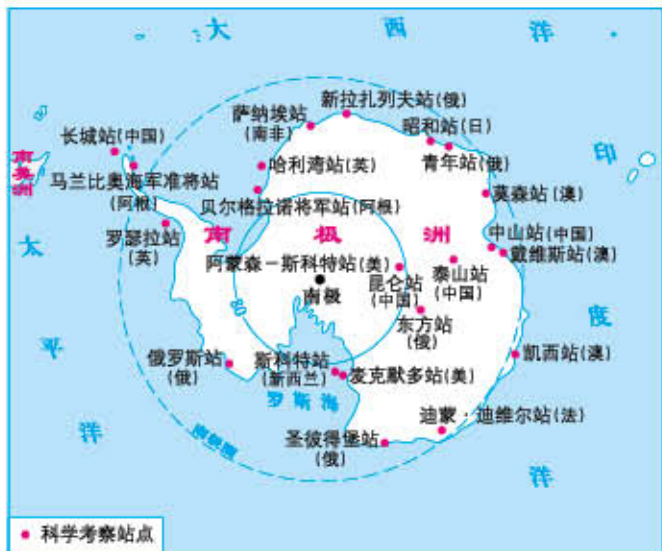 大 西 洋
新拉扎列夫站(俄)
萨纳埃站
(南非)
昭和站(日)
长城站(中国)
青年站(俄)
印
南美洲
哈利湾站(英)
马兰比奥海军准将站
(阿根)
莫森站(澳)
贝尔格拉诺将军站(阿根)
太
罗瑟拉站
(英)
南 极 洲
中山站(中国)
戴维斯站(澳)
阿蒙森-斯科特站(美)
昆仑站
(中国)
泰山站
(中国)
南极
80
度
东方站
(俄)
平
俄罗斯站
(俄)
斯科特站
(新西兰)
麦克默多站(美)
凯西站(澳)
罗斯海
洋
南极圈
圣彼得堡站
(俄)
迪蒙·迪维尔站(法)
洋
科学考察站点